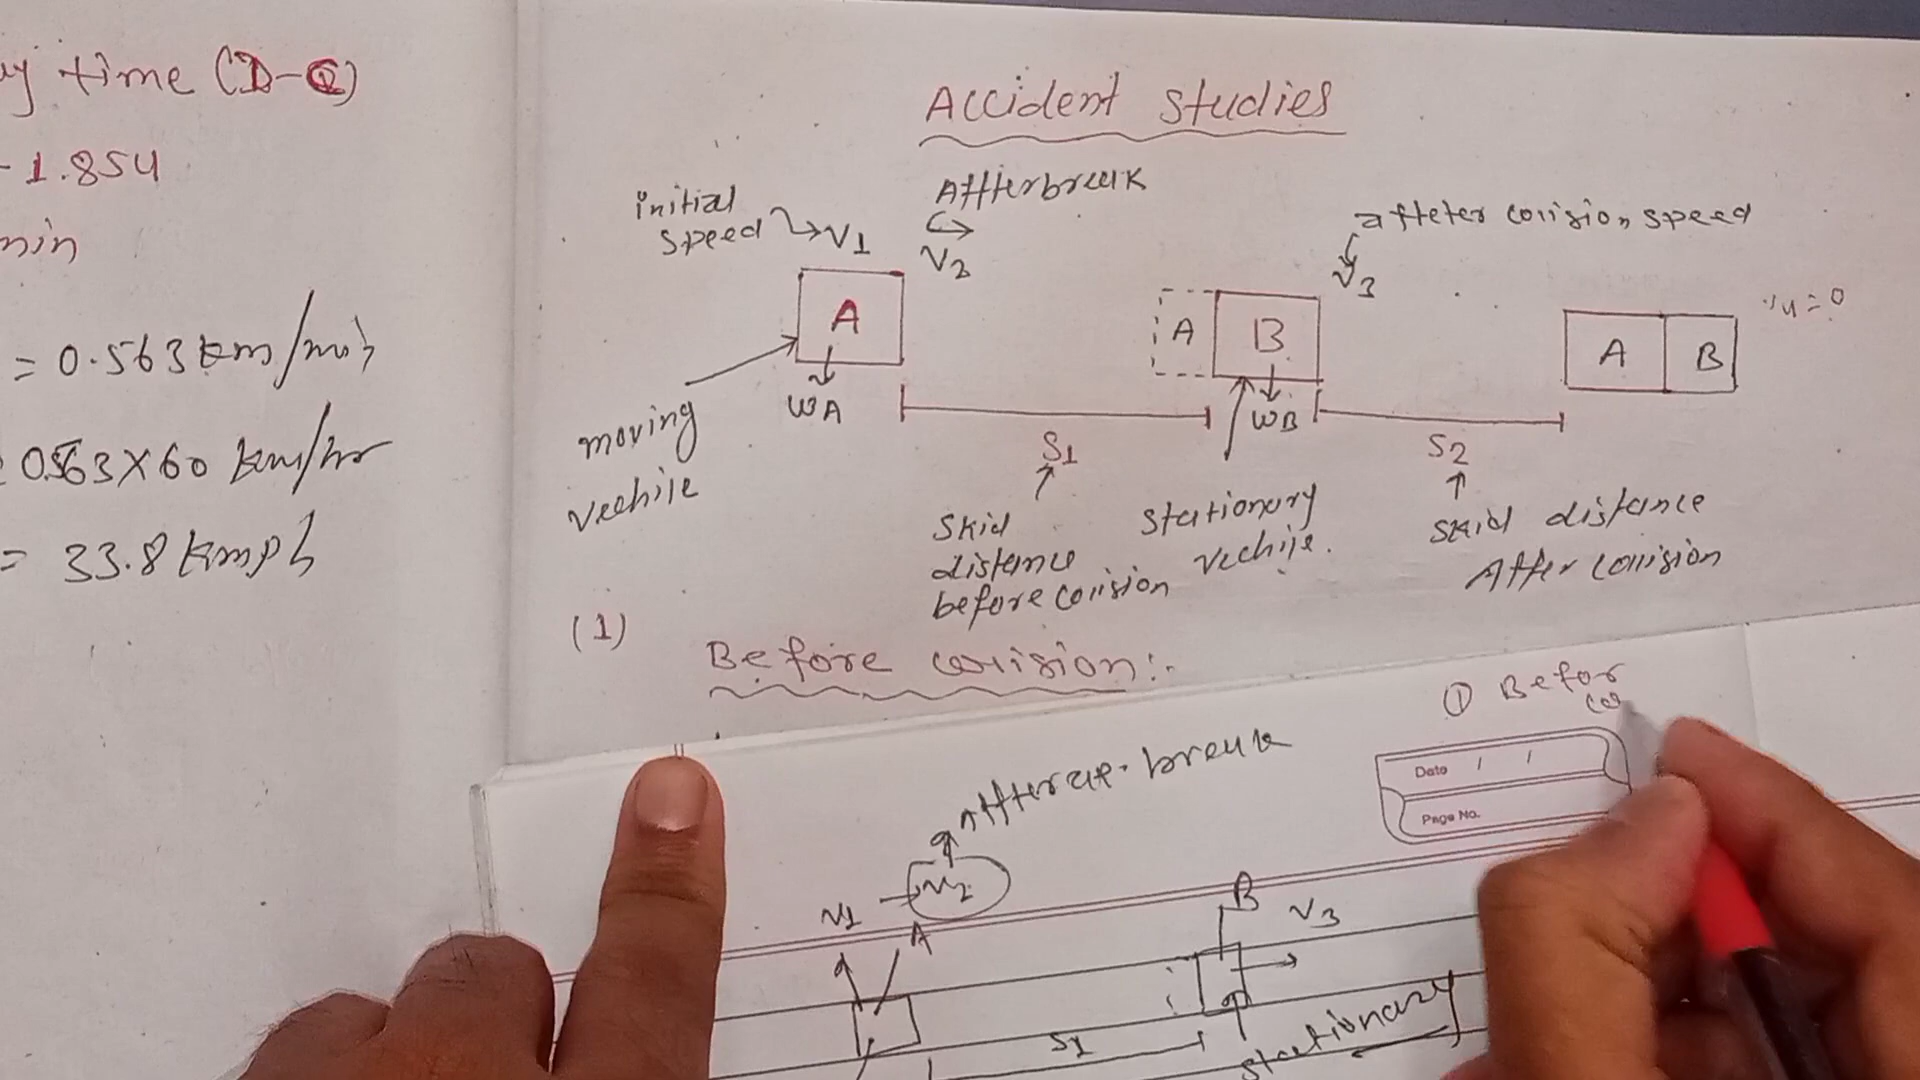 time (D-C)
- 1.854
min
= 0.563 km/min
0.563 X 60 km/hr
= 33.8 kmph
Accident studies
initial speed → V1
Afterbreak
V2
afteter collision speed
V3
A
A
B
A
B
V4 = 0
WA
WB
S1
S2
moving
vechile
Skid
distance
before collision
stationary
vechile.
skid distance
After collision
(1)
Before collision:-
① Befor
Date / /
Page No.
After break
V1
V2
A
B
V3
S1
stationary